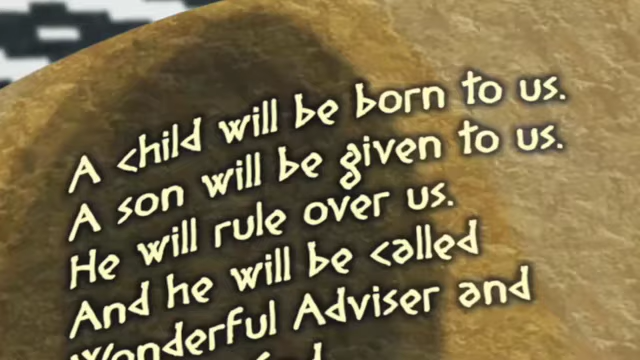 A child will be born to us.
A son will be given to us.
He will rule over us.
And he will be called
Wonderful Adviser and
God